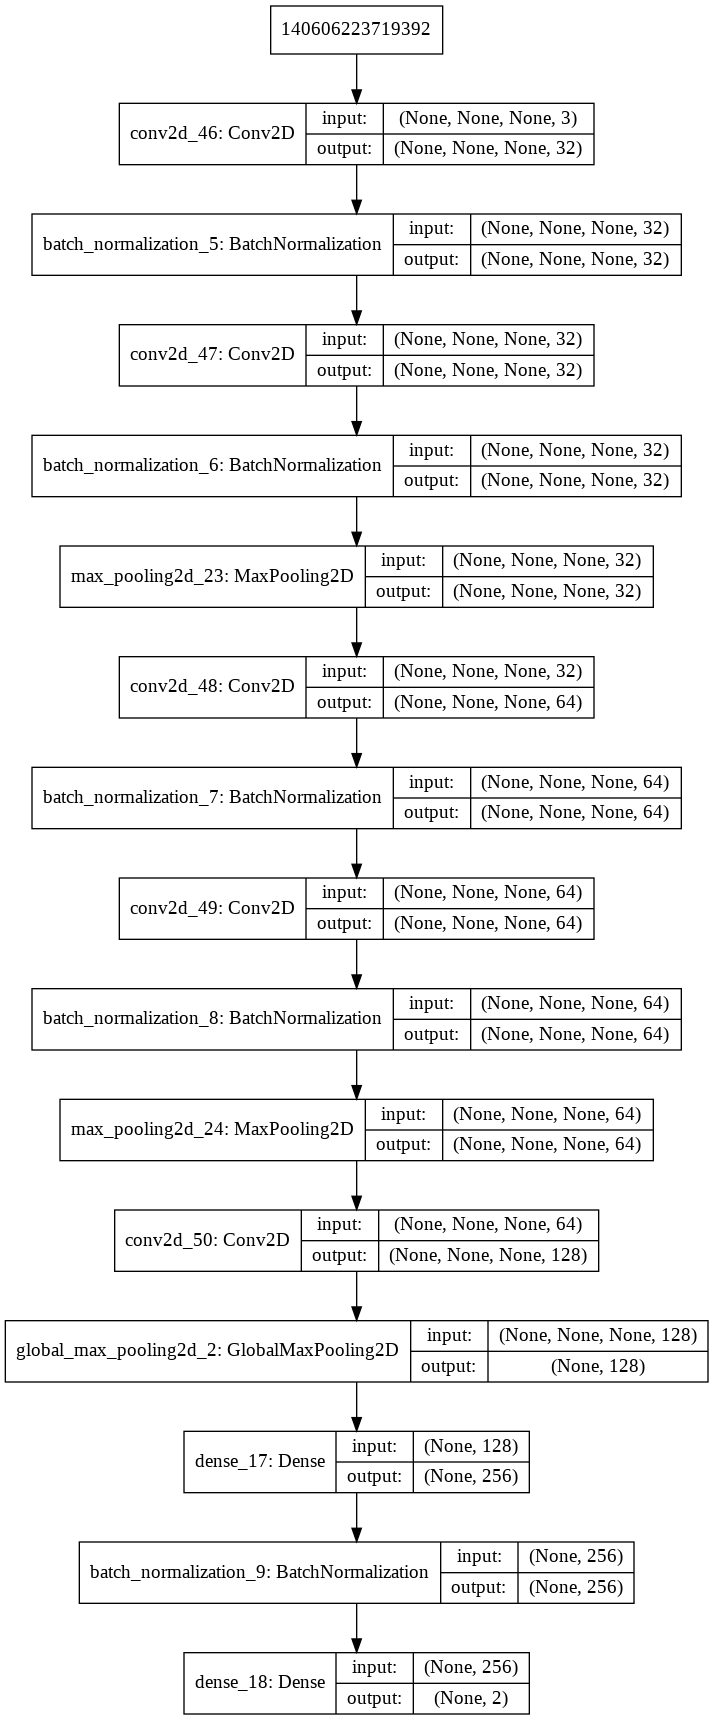 140606223719392
conv2d_46: Conv2D
input: (None, None, None, 3)
output: (None, None, None, 32)
batch_normalization_5: BatchNormalization
input: (None, None, None, 32)
output: (None, None, None, 32)
conv2d_47: Conv2D
input: (None, None, None, 32)
output: (None, None, None, 32)
batch_normalization_6: BatchNormalization
input: (None, None, None, 32)
output: (None, None, None, 32)
max_pooling2d_23: MaxPooling2D
input: (None, None, None, 32)
output: (None, None, None, 32)
conv2d_48: Conv2D
input: (None, None, None, 32)
output: (None, None, None, 64)
batch_normalization_7: BatchNormalization
input: (None, None, None, 64)
output: (None, None, None, 64)
conv2d_49: Conv2D
input: (None, None, None, 64)
output: (None, None, None, 64)
batch_normalization_8: BatchNormalization
input: (None, None, None, 64)
output: (None, None, None, 64)
max_pooling2d_24: MaxPooling2D
input: (None, None, None, 64)
output: (None, None, None, 64)
conv2d_50: Conv2D
input: (None, None, None, 64)
output: (None, None, None, 128)
global_max_pooling2d_2: GlobalMaxPooling2D
input: (None, None, None, 128)
output: (None, 128)
dense_17: Dense
input: (None, 128)
output: (None, 256)
batch_normalization_9: BatchNormalization
input: (None, 256)
output: (None, 256)
dense_18: Dense
input: (None, 256)
output: (None, 2)